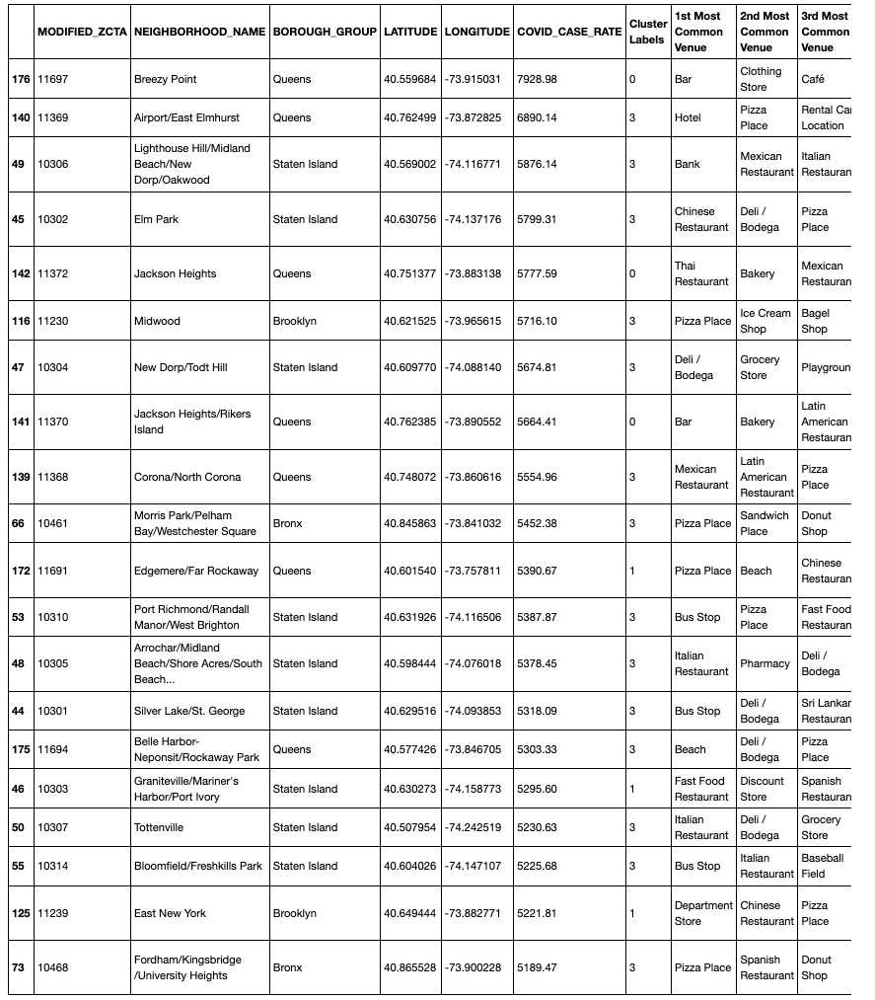 MODIFIED_ZCTA NEIGHBORHOOD_NAME BOROUGH_GROUP LATITUDE LONGITUDE COVID_CASE_RATE Cluster Labels 1st Most Common Venue 2nd Most Common Venue 3rd Most Common Venue
176 11697 Breezy Point Queens 40.559684 -73.915031 7928.98 0 Bar Clothing Store Café
140 11369 Airport/East Elmhurst Queens 40.762499 -73.872825 6890.14 3 Hotel Pizza Place Rental Car Location
49 10306 Lighthouse Hill/Midland Beach/New Dorp/Oakwood Staten Island 40.569002 -74.116771 5876.14 3 Bank Mexican Restaurant Italian Restauran
45 10302 Elm Park Staten Island 40.630756 -74.137176 5799.31 3 Chinese Restaurant Deli / Bodega Pizza Place
142 11372 Jackson Heights Queens 40.751377 -73.883138 5777.59 0 Thai Restaurant Bakery Mexican Restauran
116 11230 Midwood Brooklyn 40.621525 -73.965615 5716.10 3 Pizza Place Ice Cream Shop Bagel Shop
47 10304 New Dorp/Todt Hill Staten Island 40.609770 -74.088140 5674.81 3 Deli / Bodega Grocery Store Playgroun
141 11370 Jackson Heights/Rikers Island Queens 40.762385 -73.890552 5664.41 0 Bar Bakery Latin American Restauran
139 11368 Corona/North Corona Queens 40.748072 -73.860616 5554.96 3 Mexican Restaurant Latin American Restaurant Pizza Place
66 10461 Morris Park/Pelham Bay/Westchester Square Bronx 40.845863 -73.841032 5452.38 3 Pizza Place Sandwich Place Donut Shop
172 11691 Edgemere/Far Rockaway Queens 40.601540 -73.757811 5390.67 1 Pizza Place Beach Chinese Restauran
53 10310 Port Richmond/Randall Manor/West Brighton Staten Island 40.631926 -74.116506 5387.87 3 Bus Stop Pizza Place Fast Food Restauran
48 10305 Arrochar/Midland Beach/Shore Acres/South Beach... Staten Island 40.598444 -74.076018 5378.45 3 Italian Restaurant Pharmacy Deli / Bodega
44 10301 Silver Lake/St. George Staten Island 40.629516 -74.093853 5318.09 3 Bus Stop Deli / Bodega Sri Lankan Restauran
175 11694 Belle Harbor-Neponsit/Rockaway Park Queens 40.577426 -73.846705 5303.33 3 Beach Deli / Bodega Pizza Place
46 10303 Graniteville/Mariner's Harbor/Port Ivory Staten Island 40.630273 -74.158773 5295.60 1 Fast Food Restaurant Discount Store Spanish Restauran
50 10307 Tottenville Staten Island 40.507954 -74.242519 5230.63 3 Italian Restaurant Deli / Bodega Grocery Store
55 10314 Bloomfield/Freshkills Park Staten Island 40.604026 -74.147107 5225.68 3 Bus Stop Italian Restaurant Baseball Field
125 11239 East New York Brooklyn 40.649444 -73.882771 5221.81 1 Department Store Chinese Restaurant Pizza Place
73 10468 Fordham/Kingsbridge /University Heights Bronx 40.865528 -73.900228 5189.47 3 Pizza Place Spanish Restaurant Donut Shop